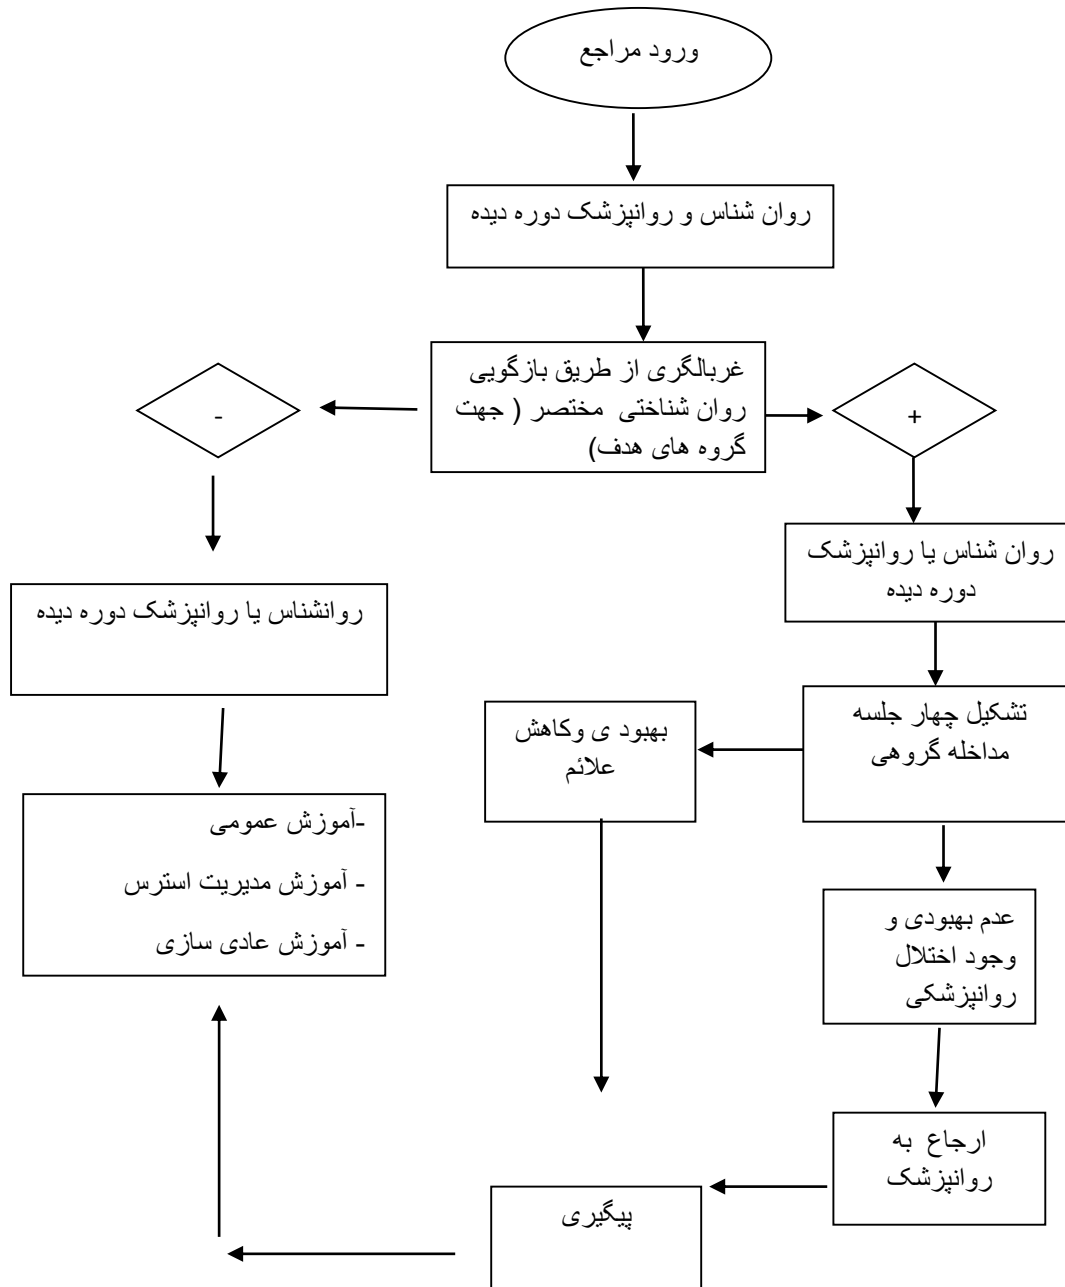 ورود مراجع
روان شناس و روانپزشک دوره دیده
غربالگری از طریق بازگویی
روان شناختی مختصر ( جهت
گروه های هدف)
-
+
روان شناس یا روانپزشک
دوره دیده
روانشناس یا روانپزشک دوره دیده
تشکیل چهار جلسه
مداخله گروهی
بهبود ی وکاهش
علائم
-آموزش عمومی
- آموزش مدیریت استرس
- آموزش عادی سازی
عدم بهبودی و
وجود اختلال
روانپزشکی
ارجاع به
روانپزشک
پیگیری